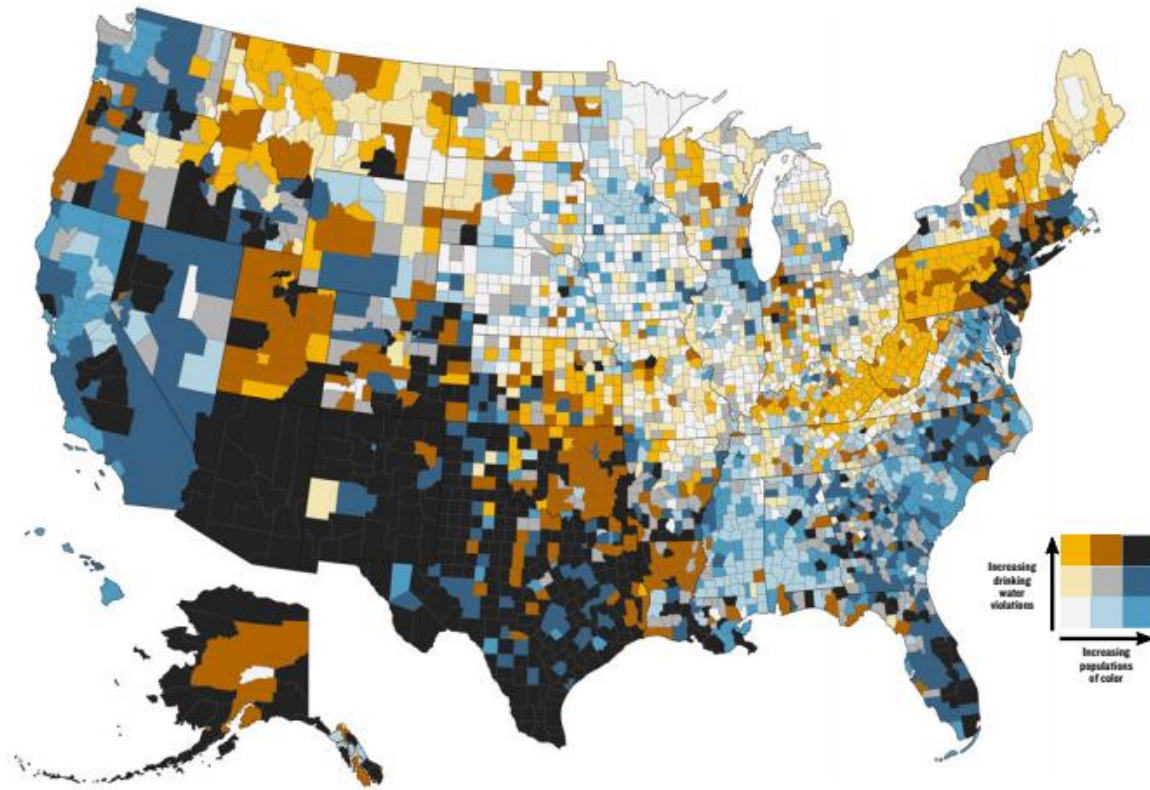 Increasing
drinking
water
violations
Increasing
populations
of color